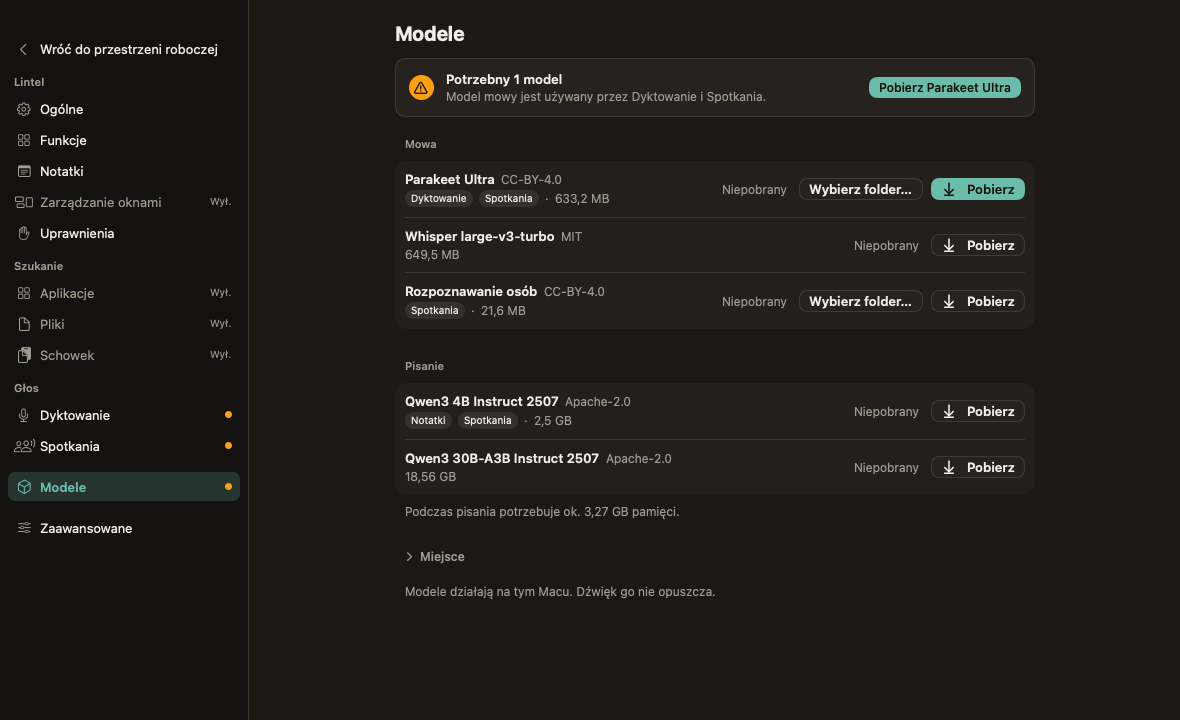 Wróć do przestrzeni roboczej
Lintel
Ogólne
Funkcje
Notatki
Zarządzanie oknami Wył.
Uprawnienia
Szukanie
Aplikacje Wył.
Pliki Wył.
Schowek Wył.
Głos
Dyktowanie
Spotkania
Modele
Zaawansowane
Modele
Potrzebny 1 model
Model mowy jest używany przez Dyktowanie i Spotkania.
Pobierz Parakeet Ultra
Mowa
Parakeet Ultra CC-BY-4.0
Dyktowanie Spotkania · 633,2 MB
Niepobrany Wybierz folder... Pobierz
Whisper large-v3-turbo MIT
649,5 MB
Niepobrany Pobierz
Rozpoznawanie osób CC-BY-4.0
Spotkania · 21,6 MB
Niepobrany Wybierz folder... Pobierz
Pisanie
Qwen3 4B Instruct 2507 Apache-2.0
Notatki Spotkania · 2,5 GB
Niepobrany Pobierz
Qwen3 30B-A3B Instruct 2507 Apache-2.0
18,56 GB
Niepobrany Pobierz
Podczas pisania potrzebuje ok. 3,27 GB pamięci.
Miejsce
Modele działają na tym Macu. Dźwięk go nie opuszcza.